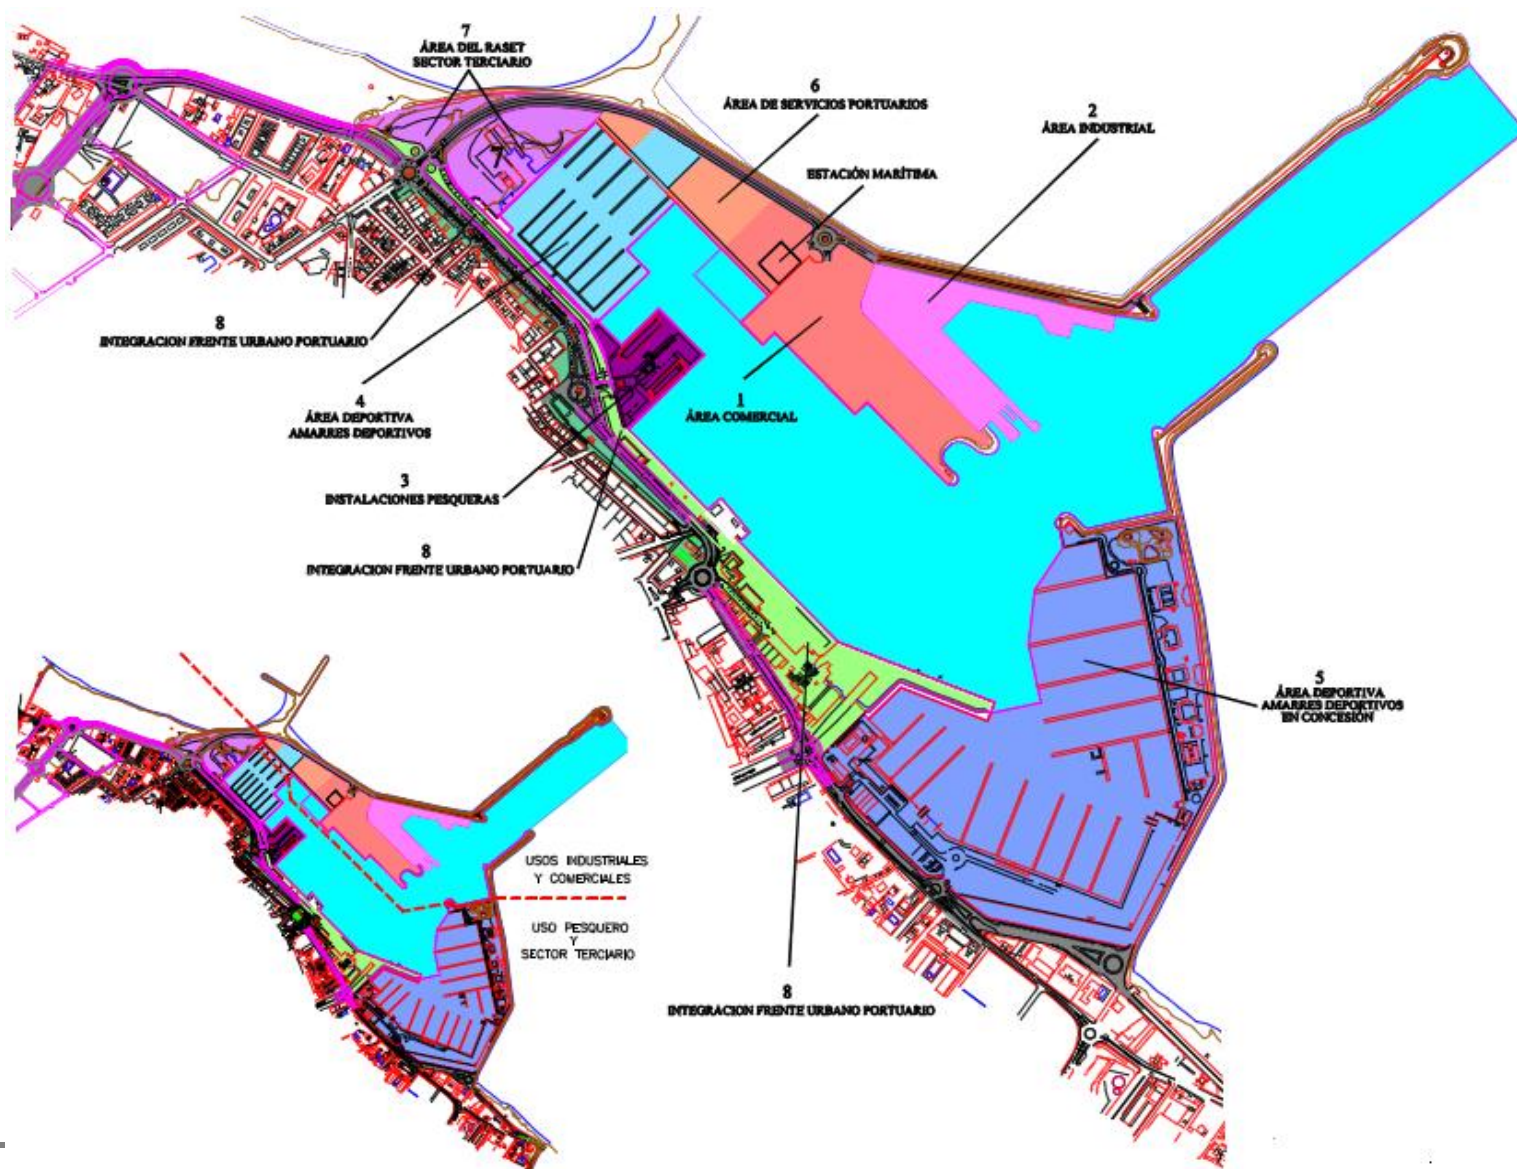 7
ÁREA DEL RASET
SECTOR TERCIARIO
6
ÁREA DE SERVICIOS PORTUARIOS
2
ÁREA INDUSTRIAL
ESTACIÓN MARÍTIMA
8
INTEGRACION FRENTE URBANO PORTUARIO
4
ÁREA DEPORTIVA
AMARRES DEPORTIVOS
1
ÁREA COMERCIAL
3
INSTALACIONES PESQUERAS
8
INTEGRACION FRENTE URBANO PORTUARIO
5
ÁREA DEPORTIVA
AMARRES DEPORTIVOS
EN CONCESIÓN
USOS INDUSTRIALES
Y COMERCIALES
USO PESQUERO
Y
SECTOR TERCIARIO
8
INTEGRACION FRENTE URBANO PORTUARIO